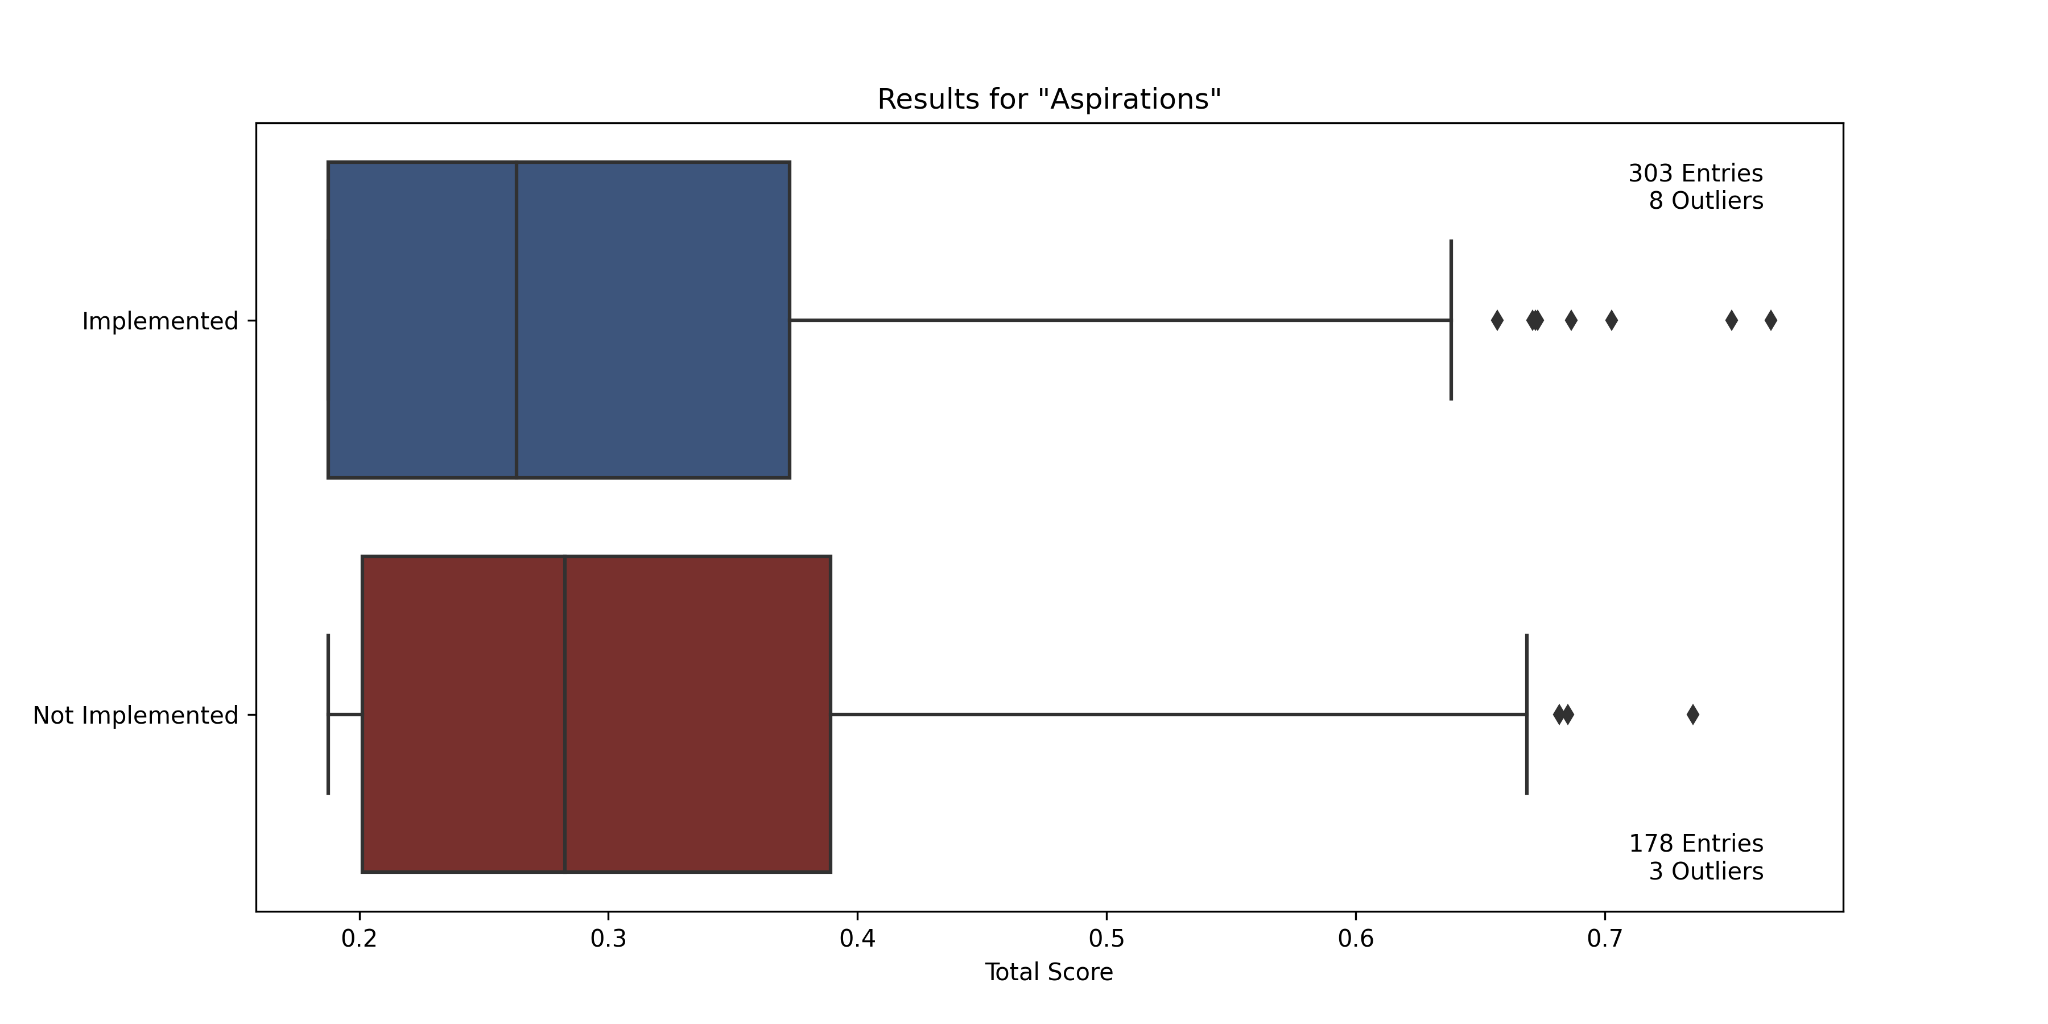 Results for "Aspirations"
303 Entries
8 Outliers
Implemented
Not Implemented
178 Entries
3 Outliers
0.2 0.3 0.4 0.5 0.6 0.7
Total Score